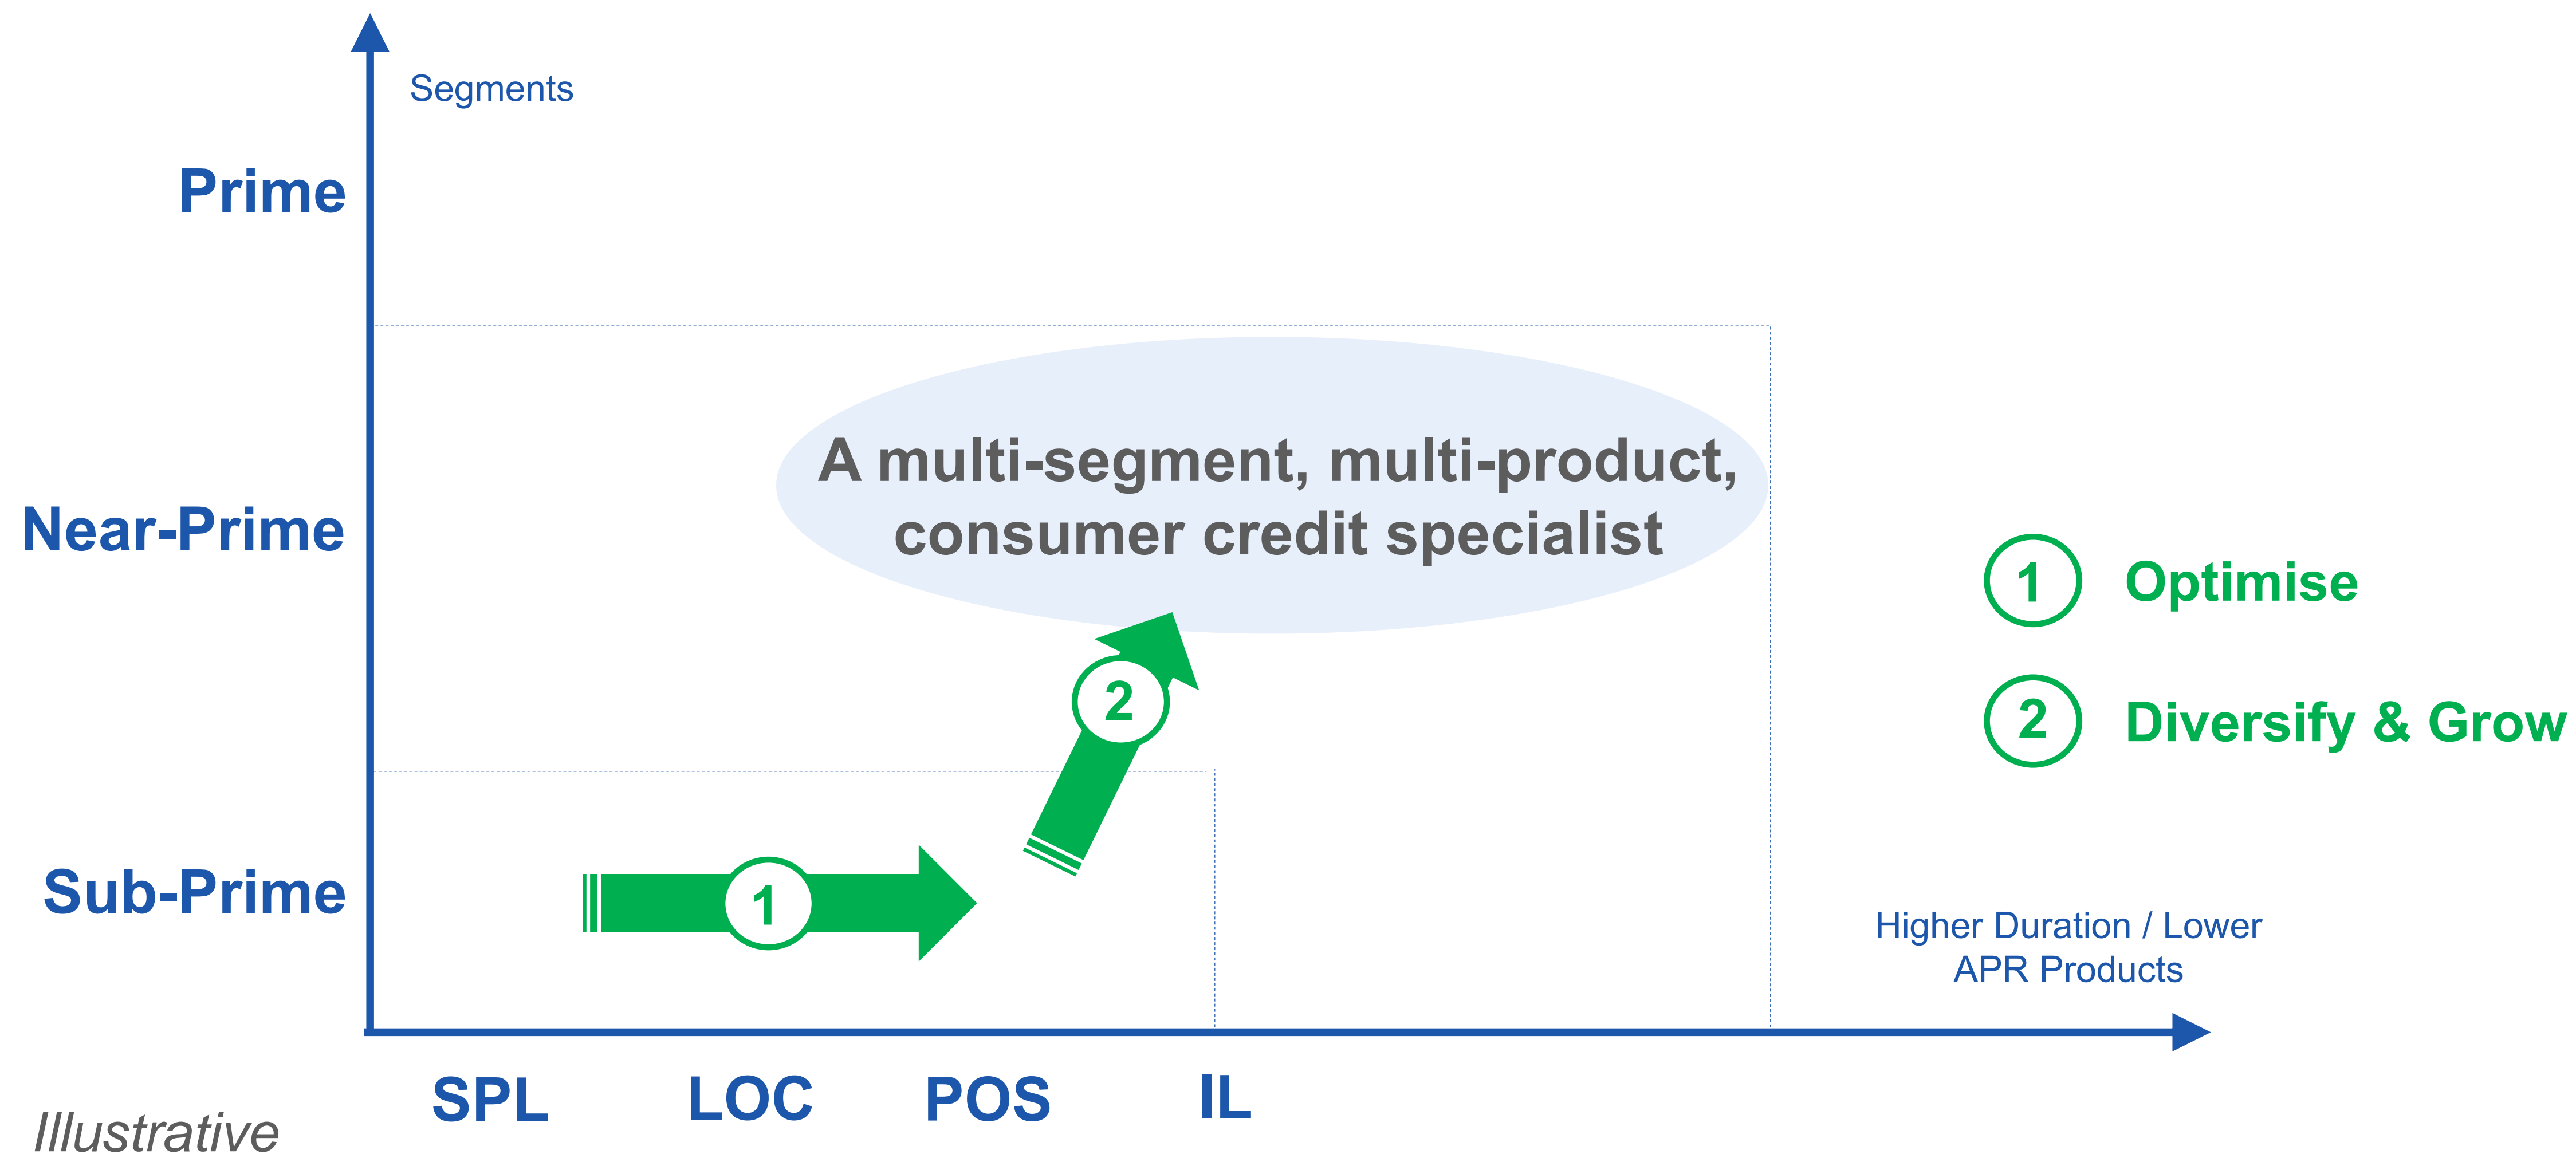 Segments
Prime
A multi-segment, multi-product,
consumer credit specialist
Near-Prime
1 Optimise
2 Diversify & Grow
2
Sub-Prime
1
Higher Duration / Lower
APR Products
SPL LOC POS IL
Illustrative